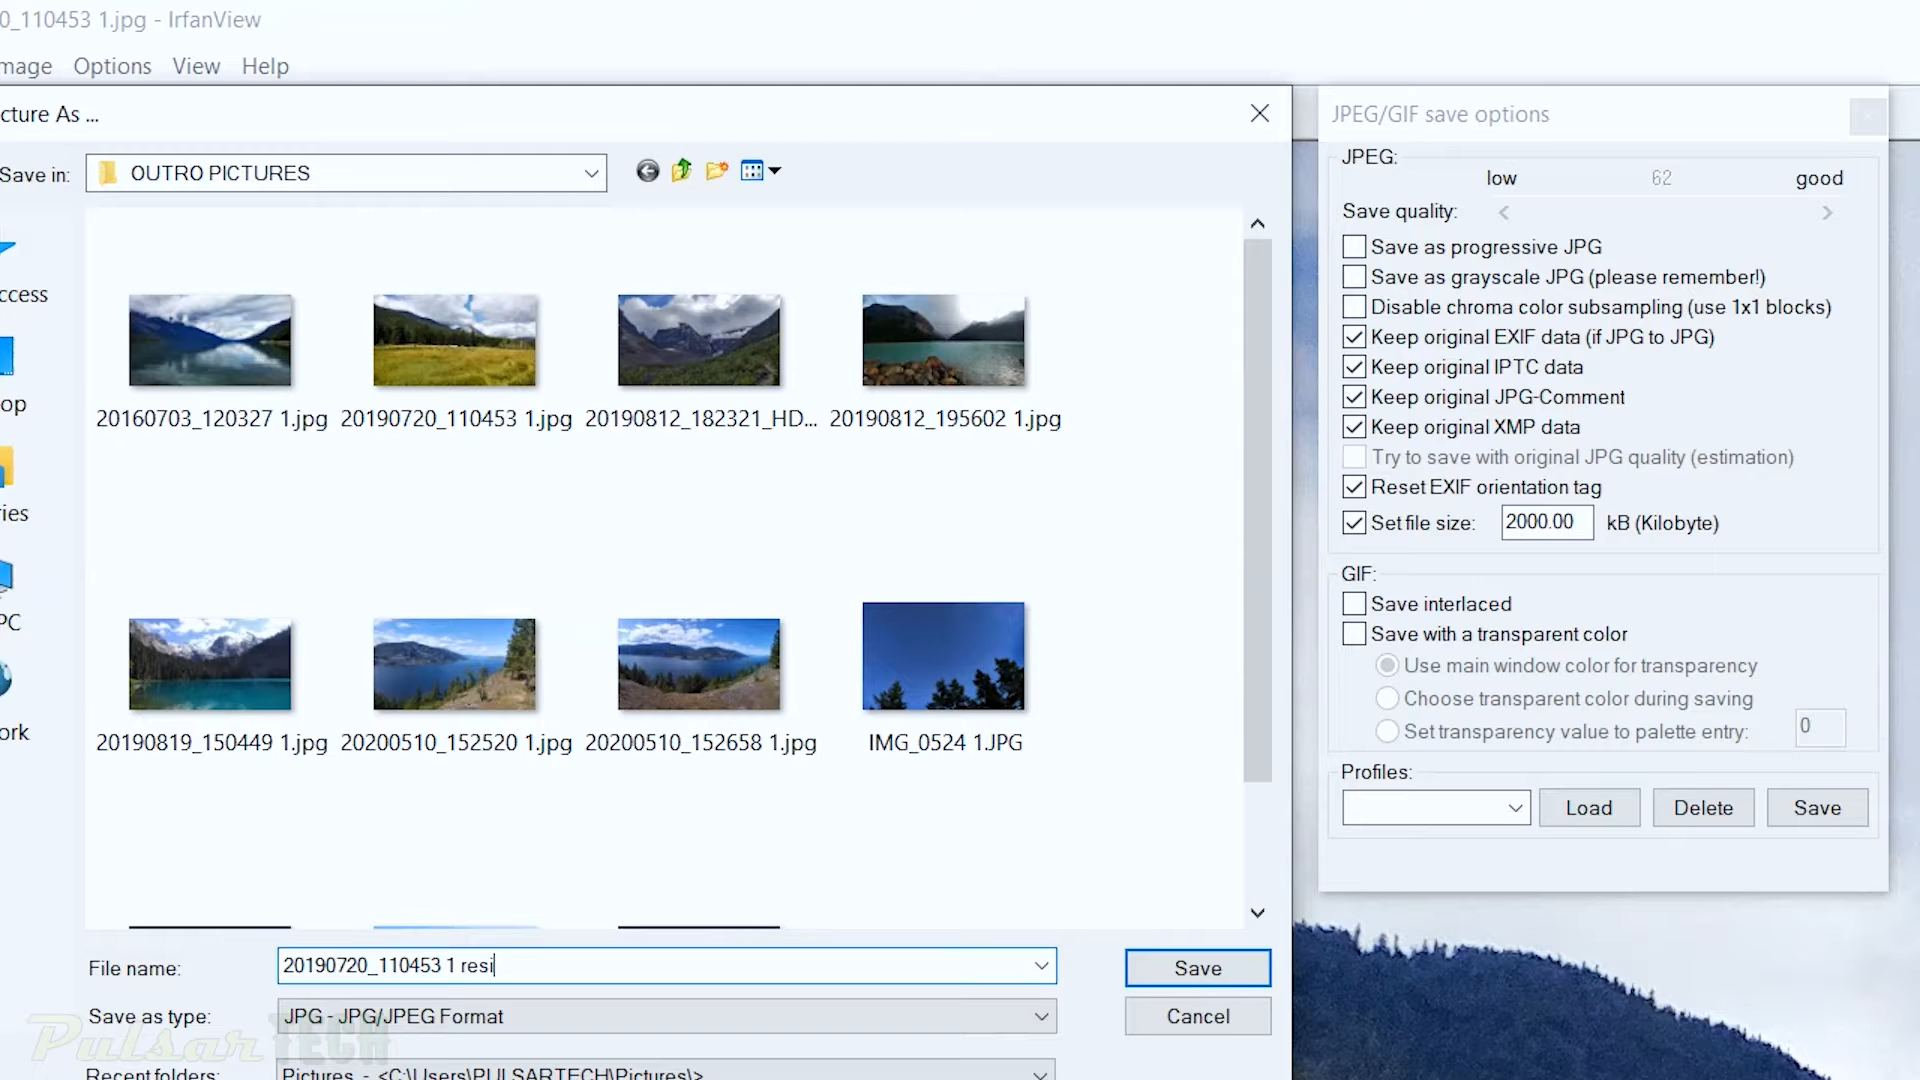 0_110453 1.jpg - IrfanView
mage Options View Help
cture As ...
Save in: OUTRO PICTURES
ccess
op
ries
PC
ork
20160703_120327 1.jpg 20190720_110453 1.jpg 20190812_182321_HD... 20190812_195602 1.jpg
20190819_150449 1.jpg 20200510_152520 1.jpg 20200510_152658 1.jpg IMG_0524 1.JPG
File name: 20190720_110453 1 resi Save
Save as type: JPG - JPG/JPEG Format Cancel
Recent folders: Pictures - <C:\Users\PULSARTECH\Pictures\>
Pulsar TECH
JPEG/GIF save options
JPEG:
low 62 good
Save quality:
Save as progressive JPG
Save as grayscale JPG (please remember!)
Disable chroma color subsampling (use 1x1 blocks)
Keep original EXIF data (if JPG to JPG)
Keep original IPTC data
Keep original JPG-Comment
Keep original XMP data
Try to save with original JPG quality (estimation)
Reset EXIF orientation tag
Set file size: 2000.00 kB (Kilobyte)
GIF:
Save interlaced
Save with a transparent color
Use main window color for transparency
Choose transparent color during saving
Set transparency value to palette entry: 0
Profiles:
Load Delete Save